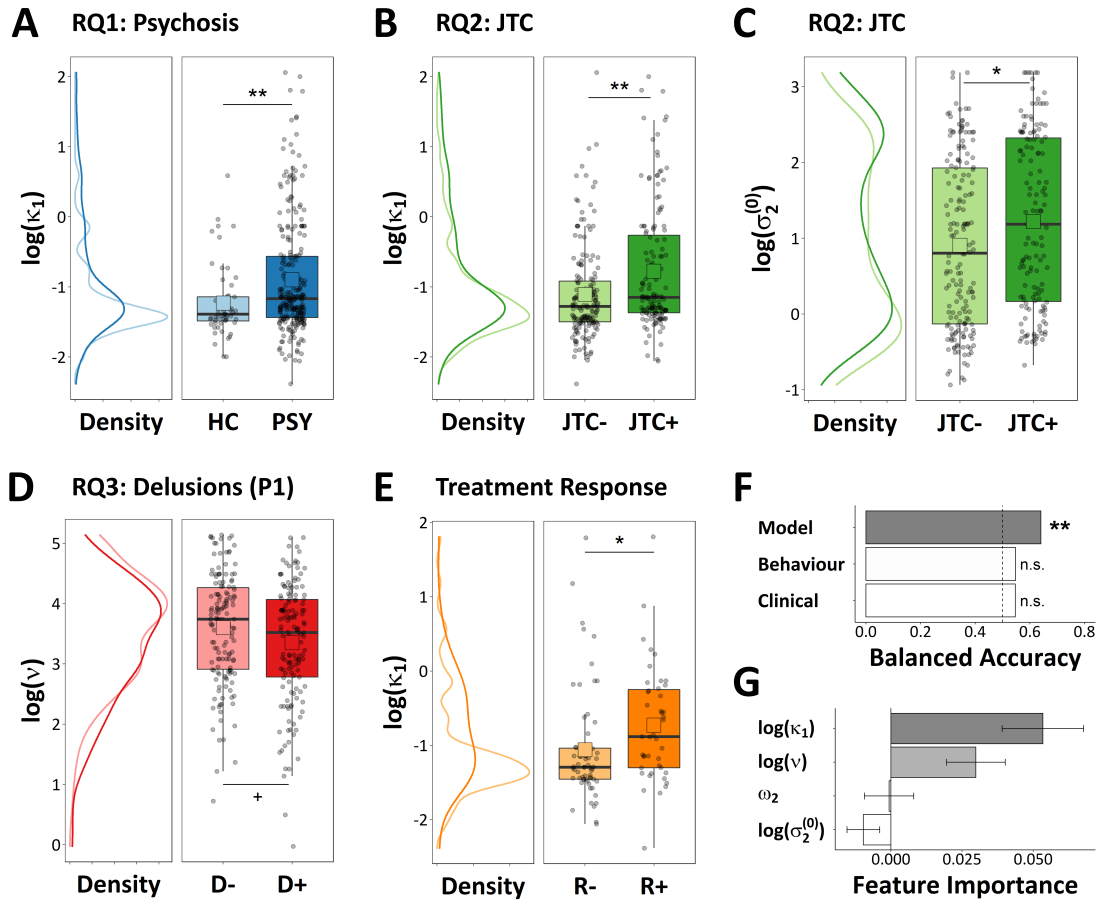 A RQ1: Psychosis
log(κ₁)
2
1
0
-1
-2
**
Density HC PSY
B RQ2: JTC
log(κ₁)
2
1
0
-1
-2
**
Density JTC- JTC+
C RQ2: JTC
log(σ₂⁽⁰⁾)
3
2
1
0
-1
*
Density JTC- JTC+
D RQ3: Delusions (P1)
log(ν)
5
4
3
2
1
0
+
Density D- D+
E Treatment Response
log(κ₁)
2
1
0
-1
-2
*
Density R- R+
F
Model **
Behaviour n.s.
Clinical n.s.
0.0 0.2 0.4 0.6 0.8
Balanced Accuracy
G
log(κ₁)
log(ν)
ω₂
log(σ₂⁽⁰⁾)
0.000 0.025 0.050
Feature Importance